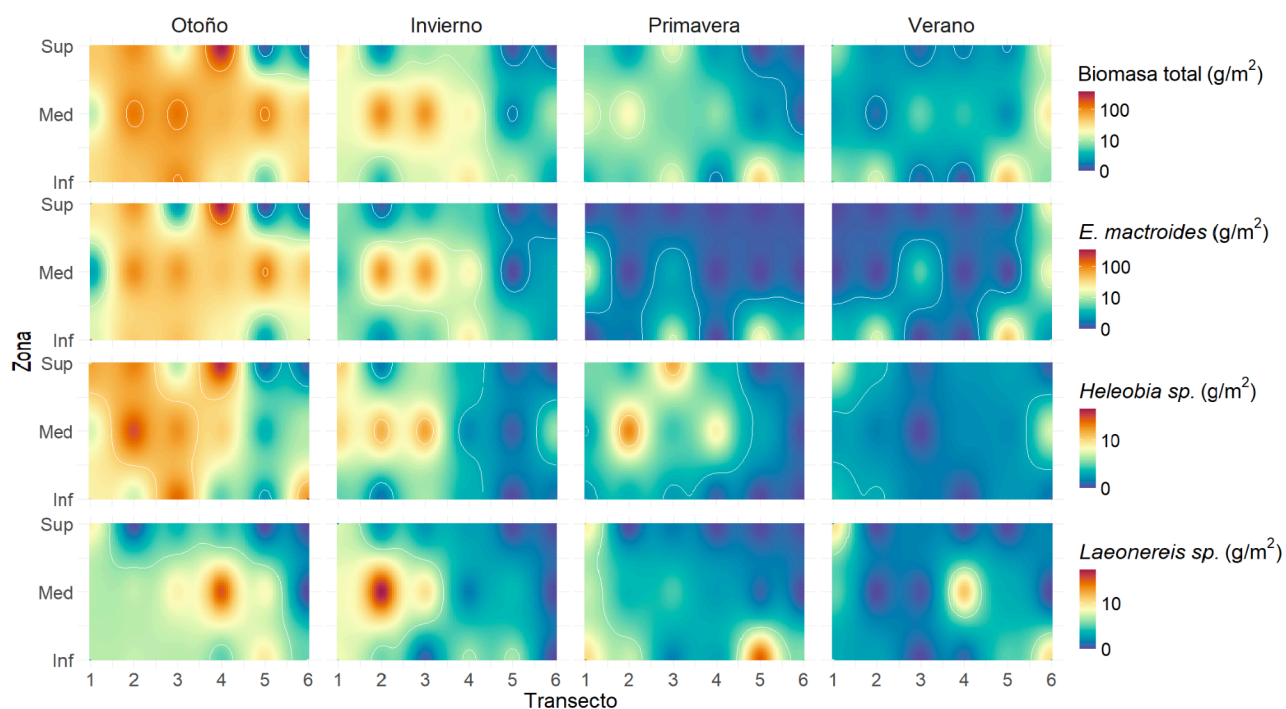 Otoño Invierno Primavera Verano
Sup
Med
Inf
Biomasa total (g/m²)
100
10
0
Sup
Med
Inf
E. mactroides (g/m²)
100
10
0
Zona
Sup
Med
Inf
Heleobia sp. (g/m²)
10
0
Sup
Med
Inf
Laeonereis sp. (g/m²)
10
0
1 2 3 4 5 6 1 2 3 4 5 6 1 2 3 4 5 6 1 2 3 4 5 6
Transecto